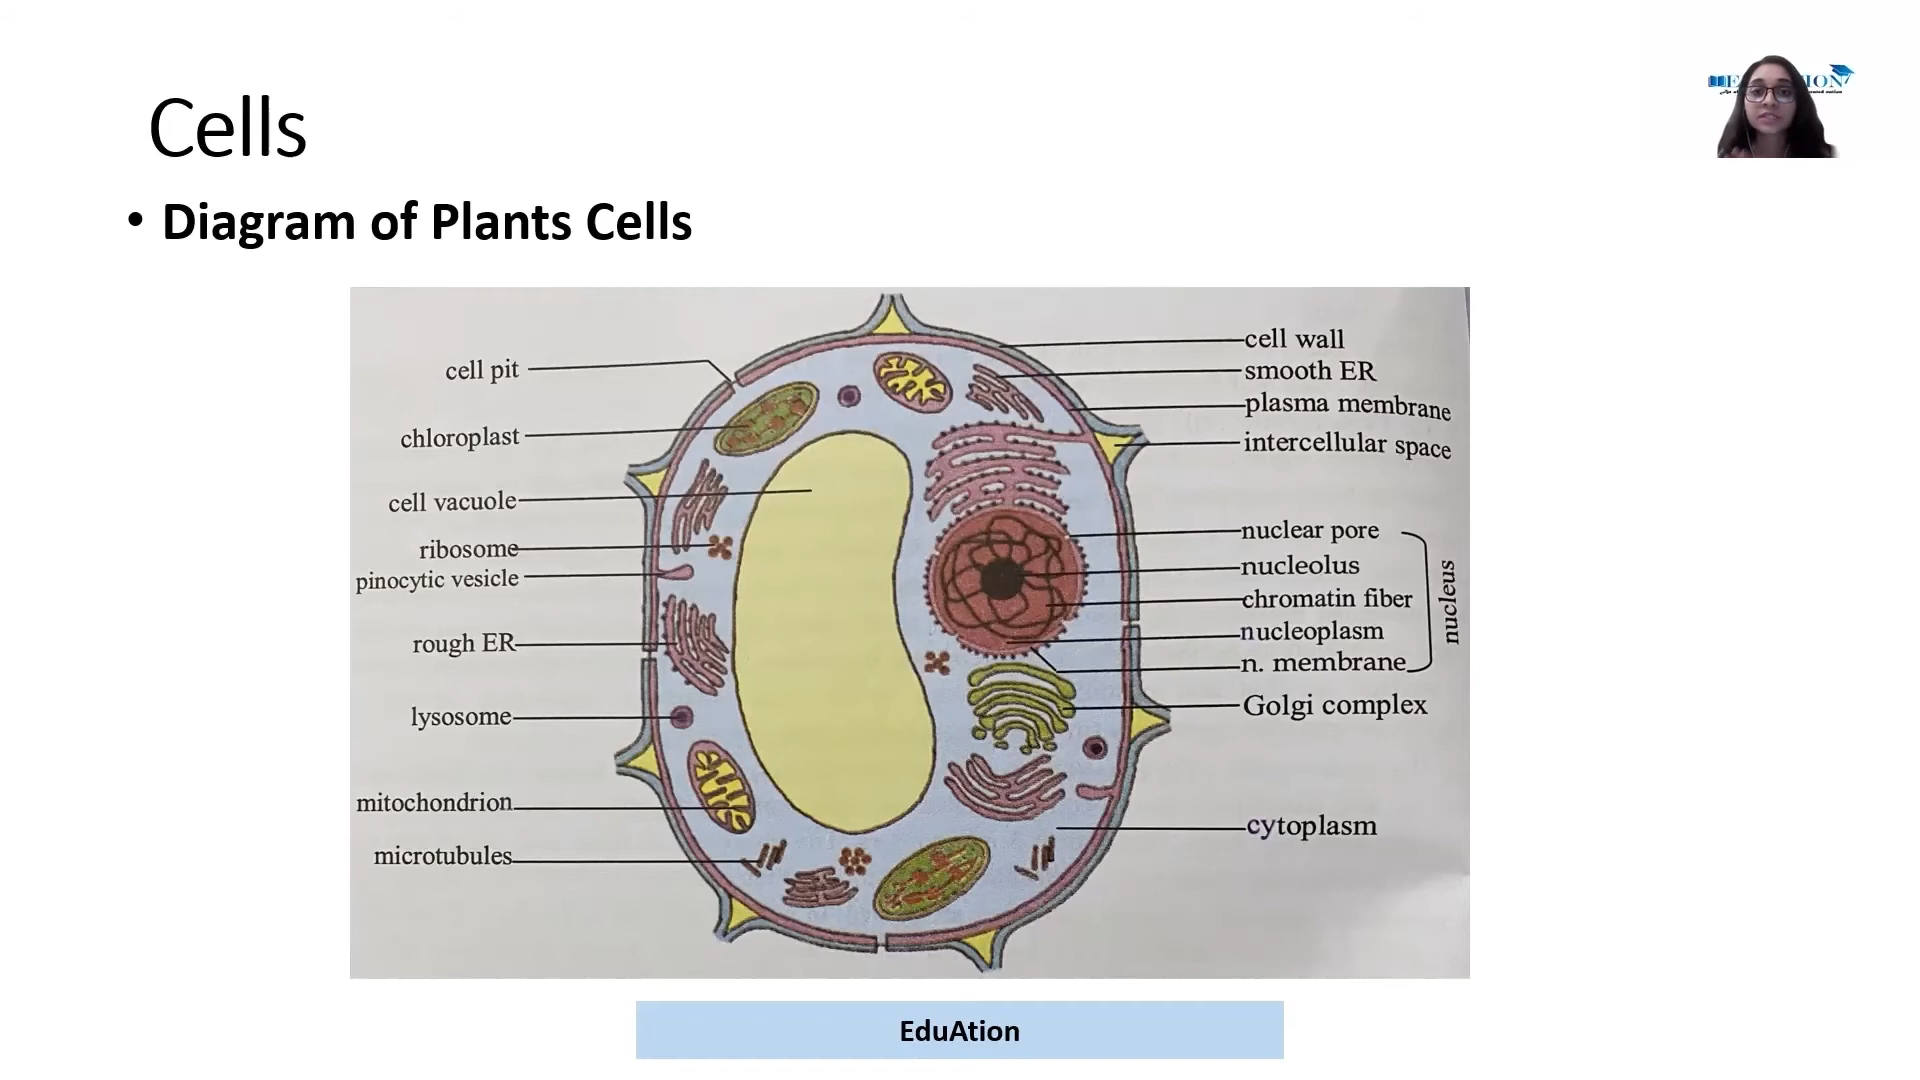 Cells
• Diagram of Plants Cells
cell pit
chloroplast
cell vacuole
ribosome
pinocytic vesicle
rough ER
lysosome
mitochondrion
microtubules
cell wall
smooth ER
plasma membrane
intercellular space
nuclear pore
nucleolus
chromatin fiber
nucleoplasm
n. membrane
nucleus
Golgi complex
cytoplasm
EduAtion